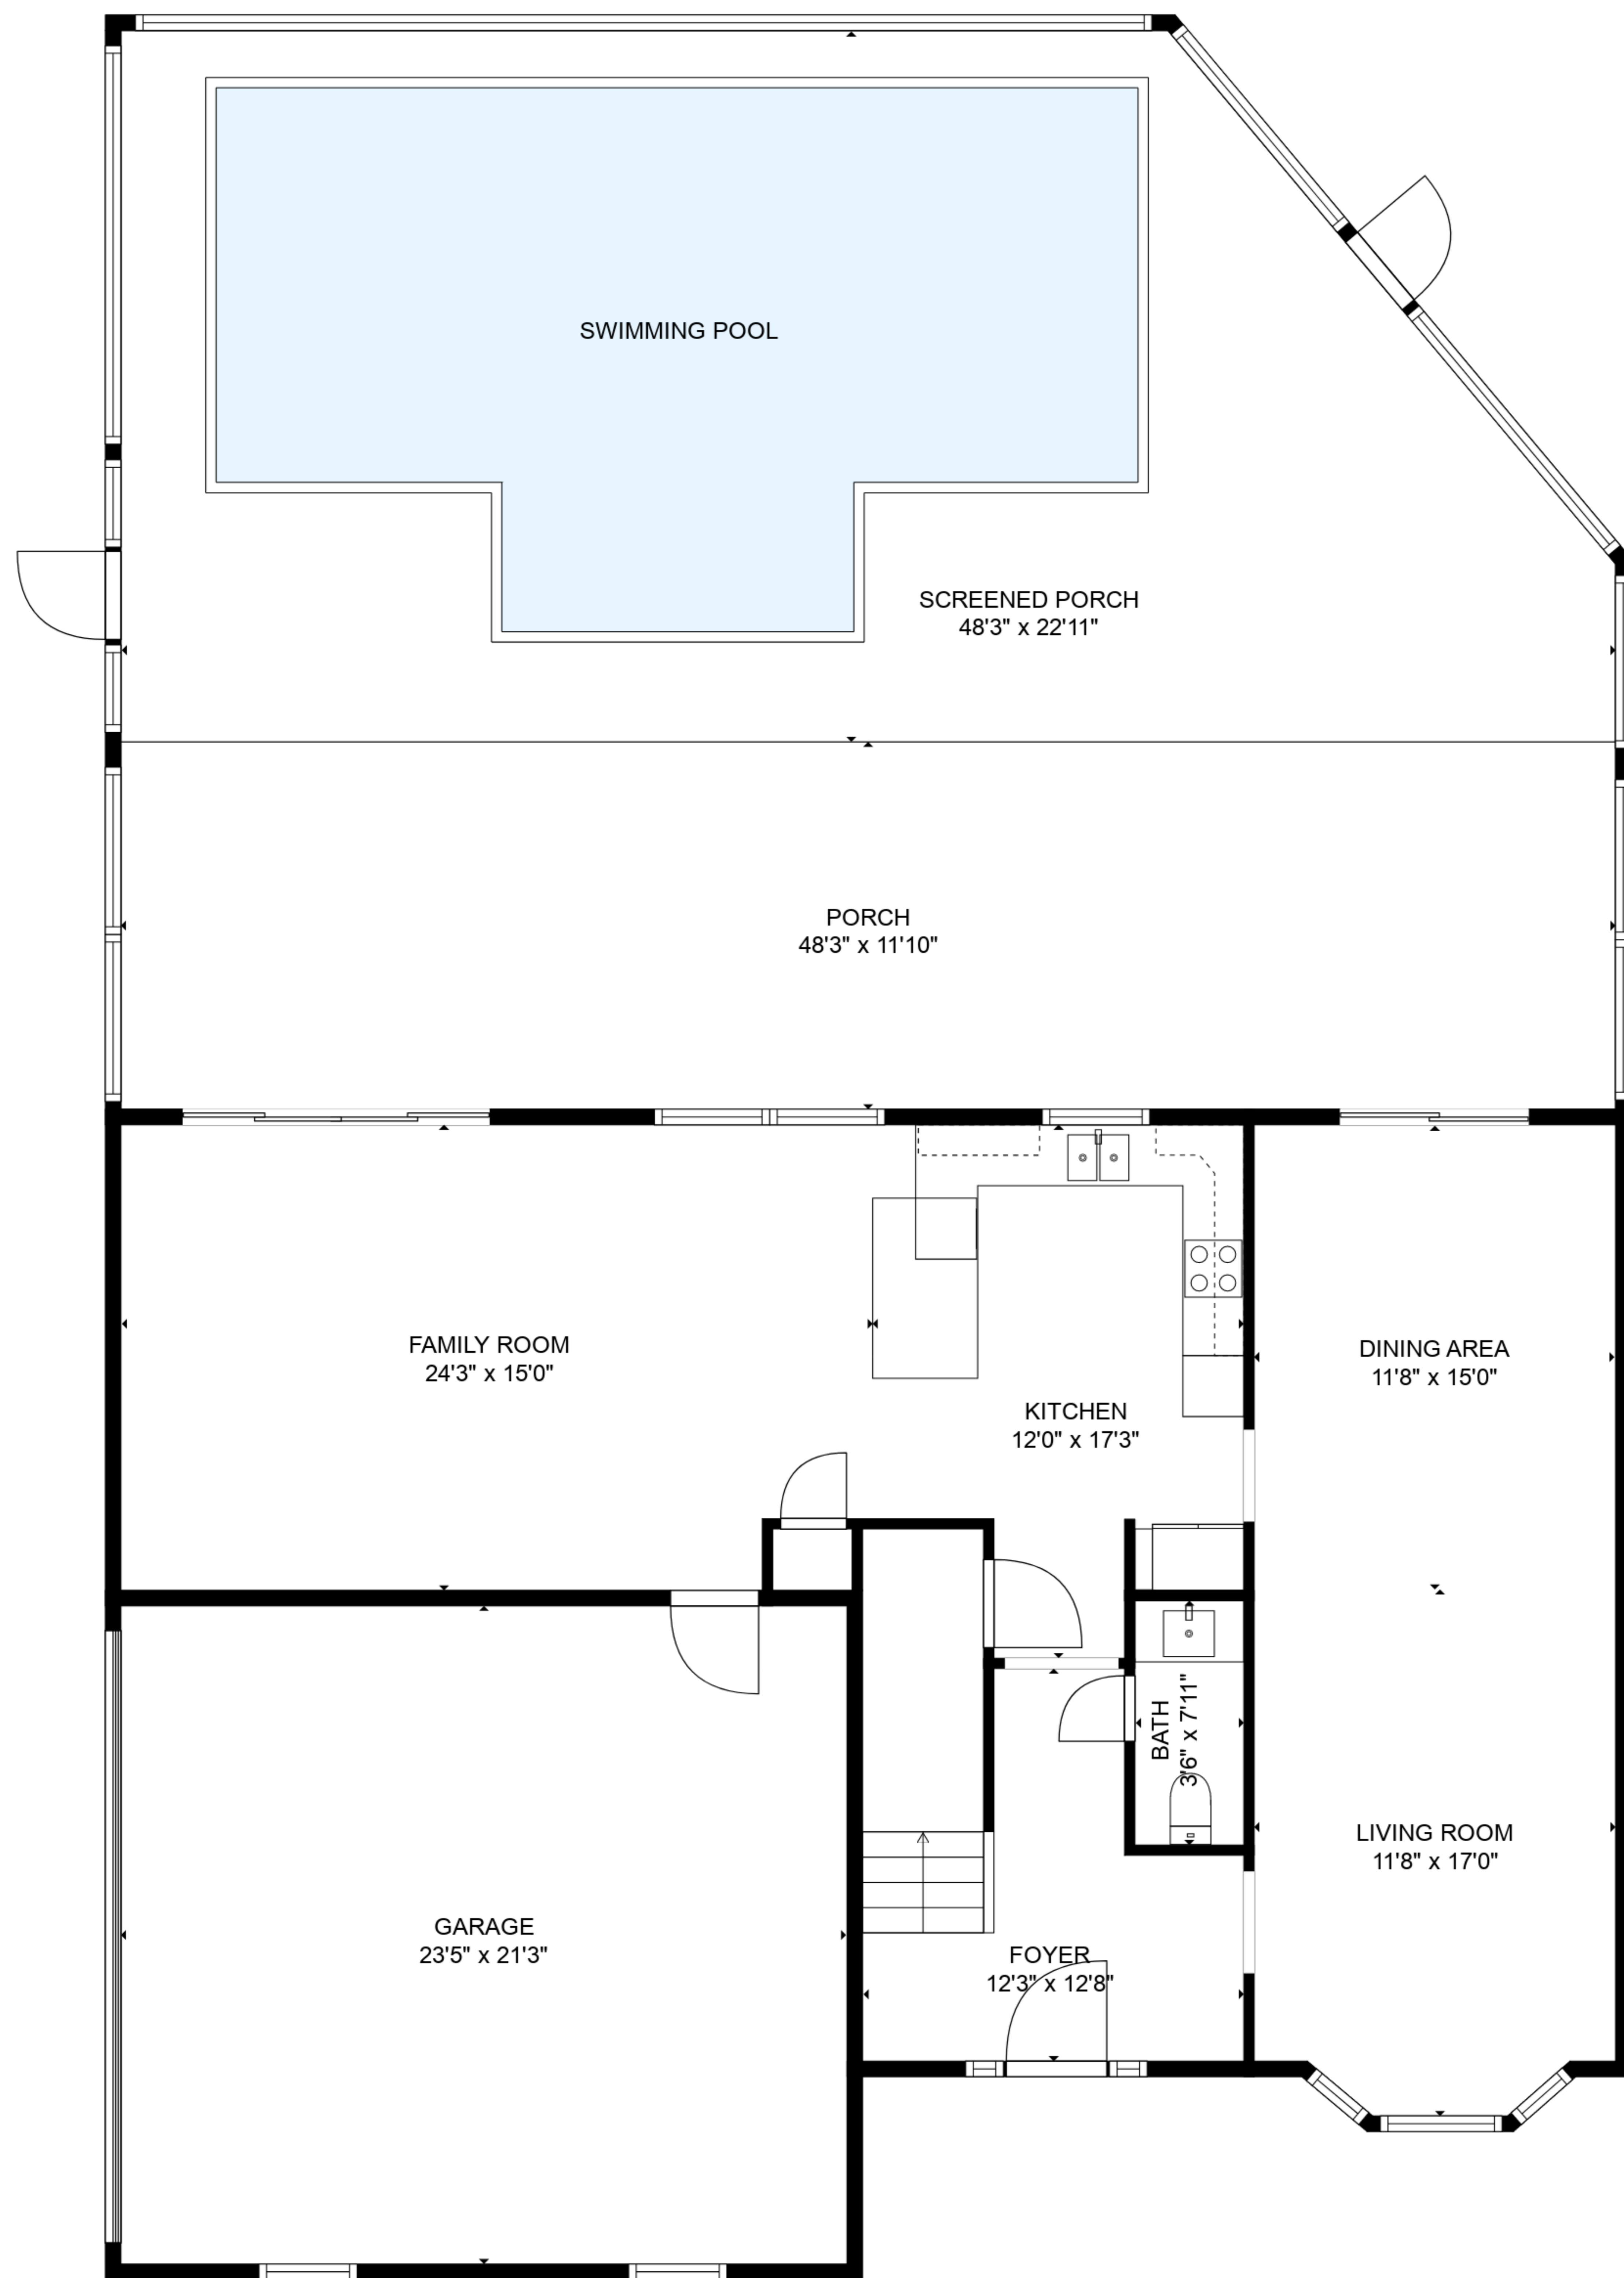 SWIMMING POOL
SCREENED PORCH
48'3" x 22'11"
PORCH
48'3" x 11'10"
FAMILY ROOM
24'3" x 15'0"
DINING AREA
11'8" x 15'0"
KITCHEN
12'0" x 17'3"
BATH
3'6" x 7'11"
LIVING ROOM
11'8" x 17'0"
GARAGE
23'5" x 21'3"
FOYER
12'3" x 12'8"